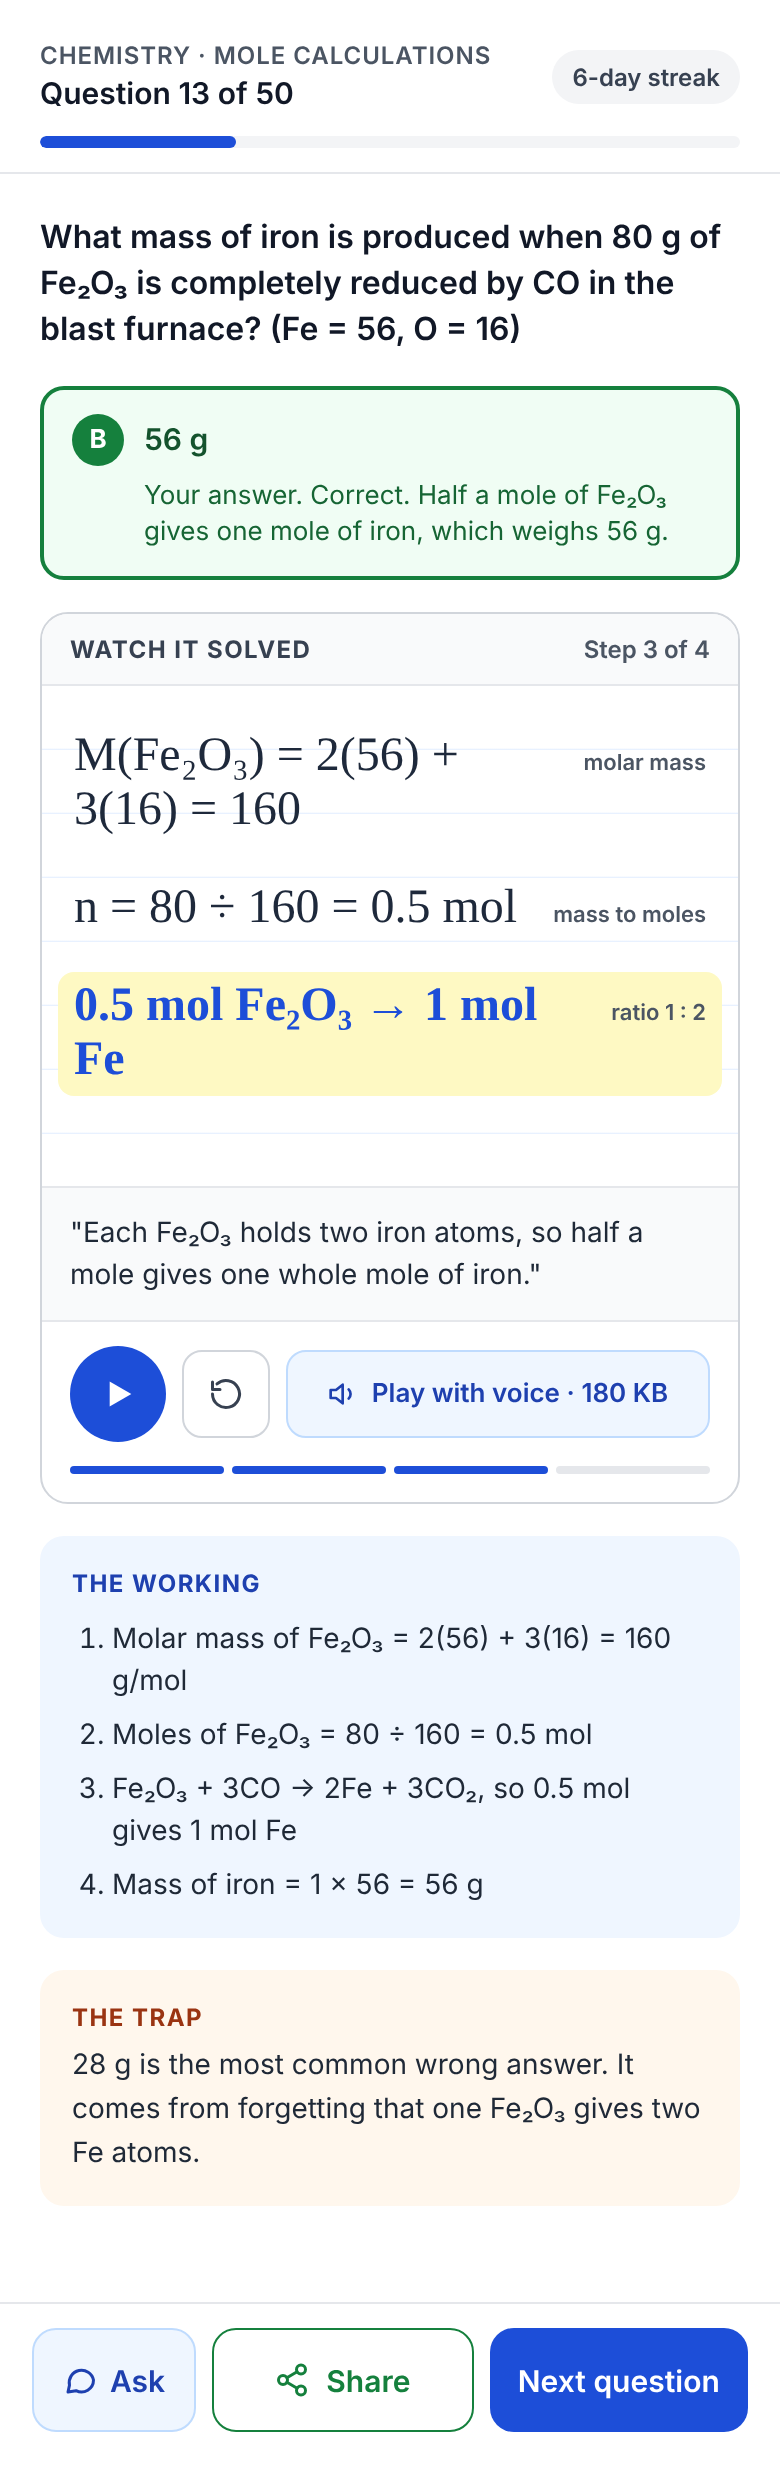 CHEMISTRY · MOLE CALCULATIONS
Question 13 of 50
6-day streak
What mass of iron is produced when 80 g of
Fe₂O₃ is completely reduced by CO in the
blast furnace? (Fe = 56, O = 16)
B
56 g
Your answer. Correct. Half a mole of Fe₂O₃
gives one mole of iron, which weighs 56 g.
WATCH IT SOLVED
Step 3 of 4
M(Fe₂O₃) = 2(56) +
3(16) = 160
molar mass
n = 80 ÷ 160 = 0.5 mol
mass to moles
0.5 mol Fe₂O₃ → 1 mol
Fe
ratio 1 : 2
"Each Fe₂O₃ holds two iron atoms, so half a
mole gives one whole mole of iron."
Play with voice · 180 KB
THE WORKING
1. Molar mass of Fe₂O₃ = 2(56) + 3(16) = 160
g/mol
2. Moles of Fe₂O₃ = 80 ÷ 160 = 0.5 mol
3. Fe₂O₃ + 3CO → 2Fe + 3CO₂, so 0.5 mol
gives 1 mol Fe
4. Mass of iron = 1 × 56 = 56 g
THE TRAP
28 g is the most common wrong answer. It
comes from forgetting that one Fe₂O₃ gives two
Fe atoms.
Ask
Share
Next question